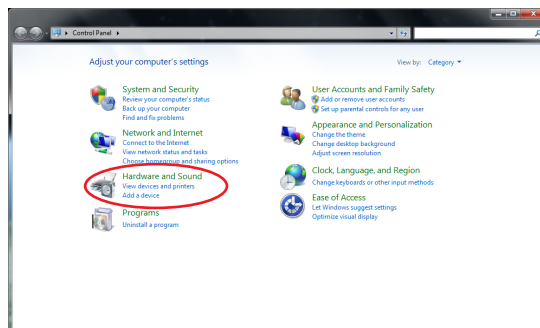 Control Panel
Adjust your computer's settings
View by: Category
System and Security
Review your computer's status
Back up your computer
Find and fix problems
Network and Internet
Connect to the Internet
View network status and tasks
Choose homegroup and sharing options
Hardware and Sound
View devices and printers
Add a device
Programs
Uninstall a program
User Accounts and Family Safety
Add or remove user accounts
Set up parental controls for any user
Appearance and Personalization
Change the theme
Change desktop background
Adjust screen resolution
Clock, Language, and Region
Change keyboards or other input methods
Ease of Access
Let Windows suggest settings
Optimize visual display